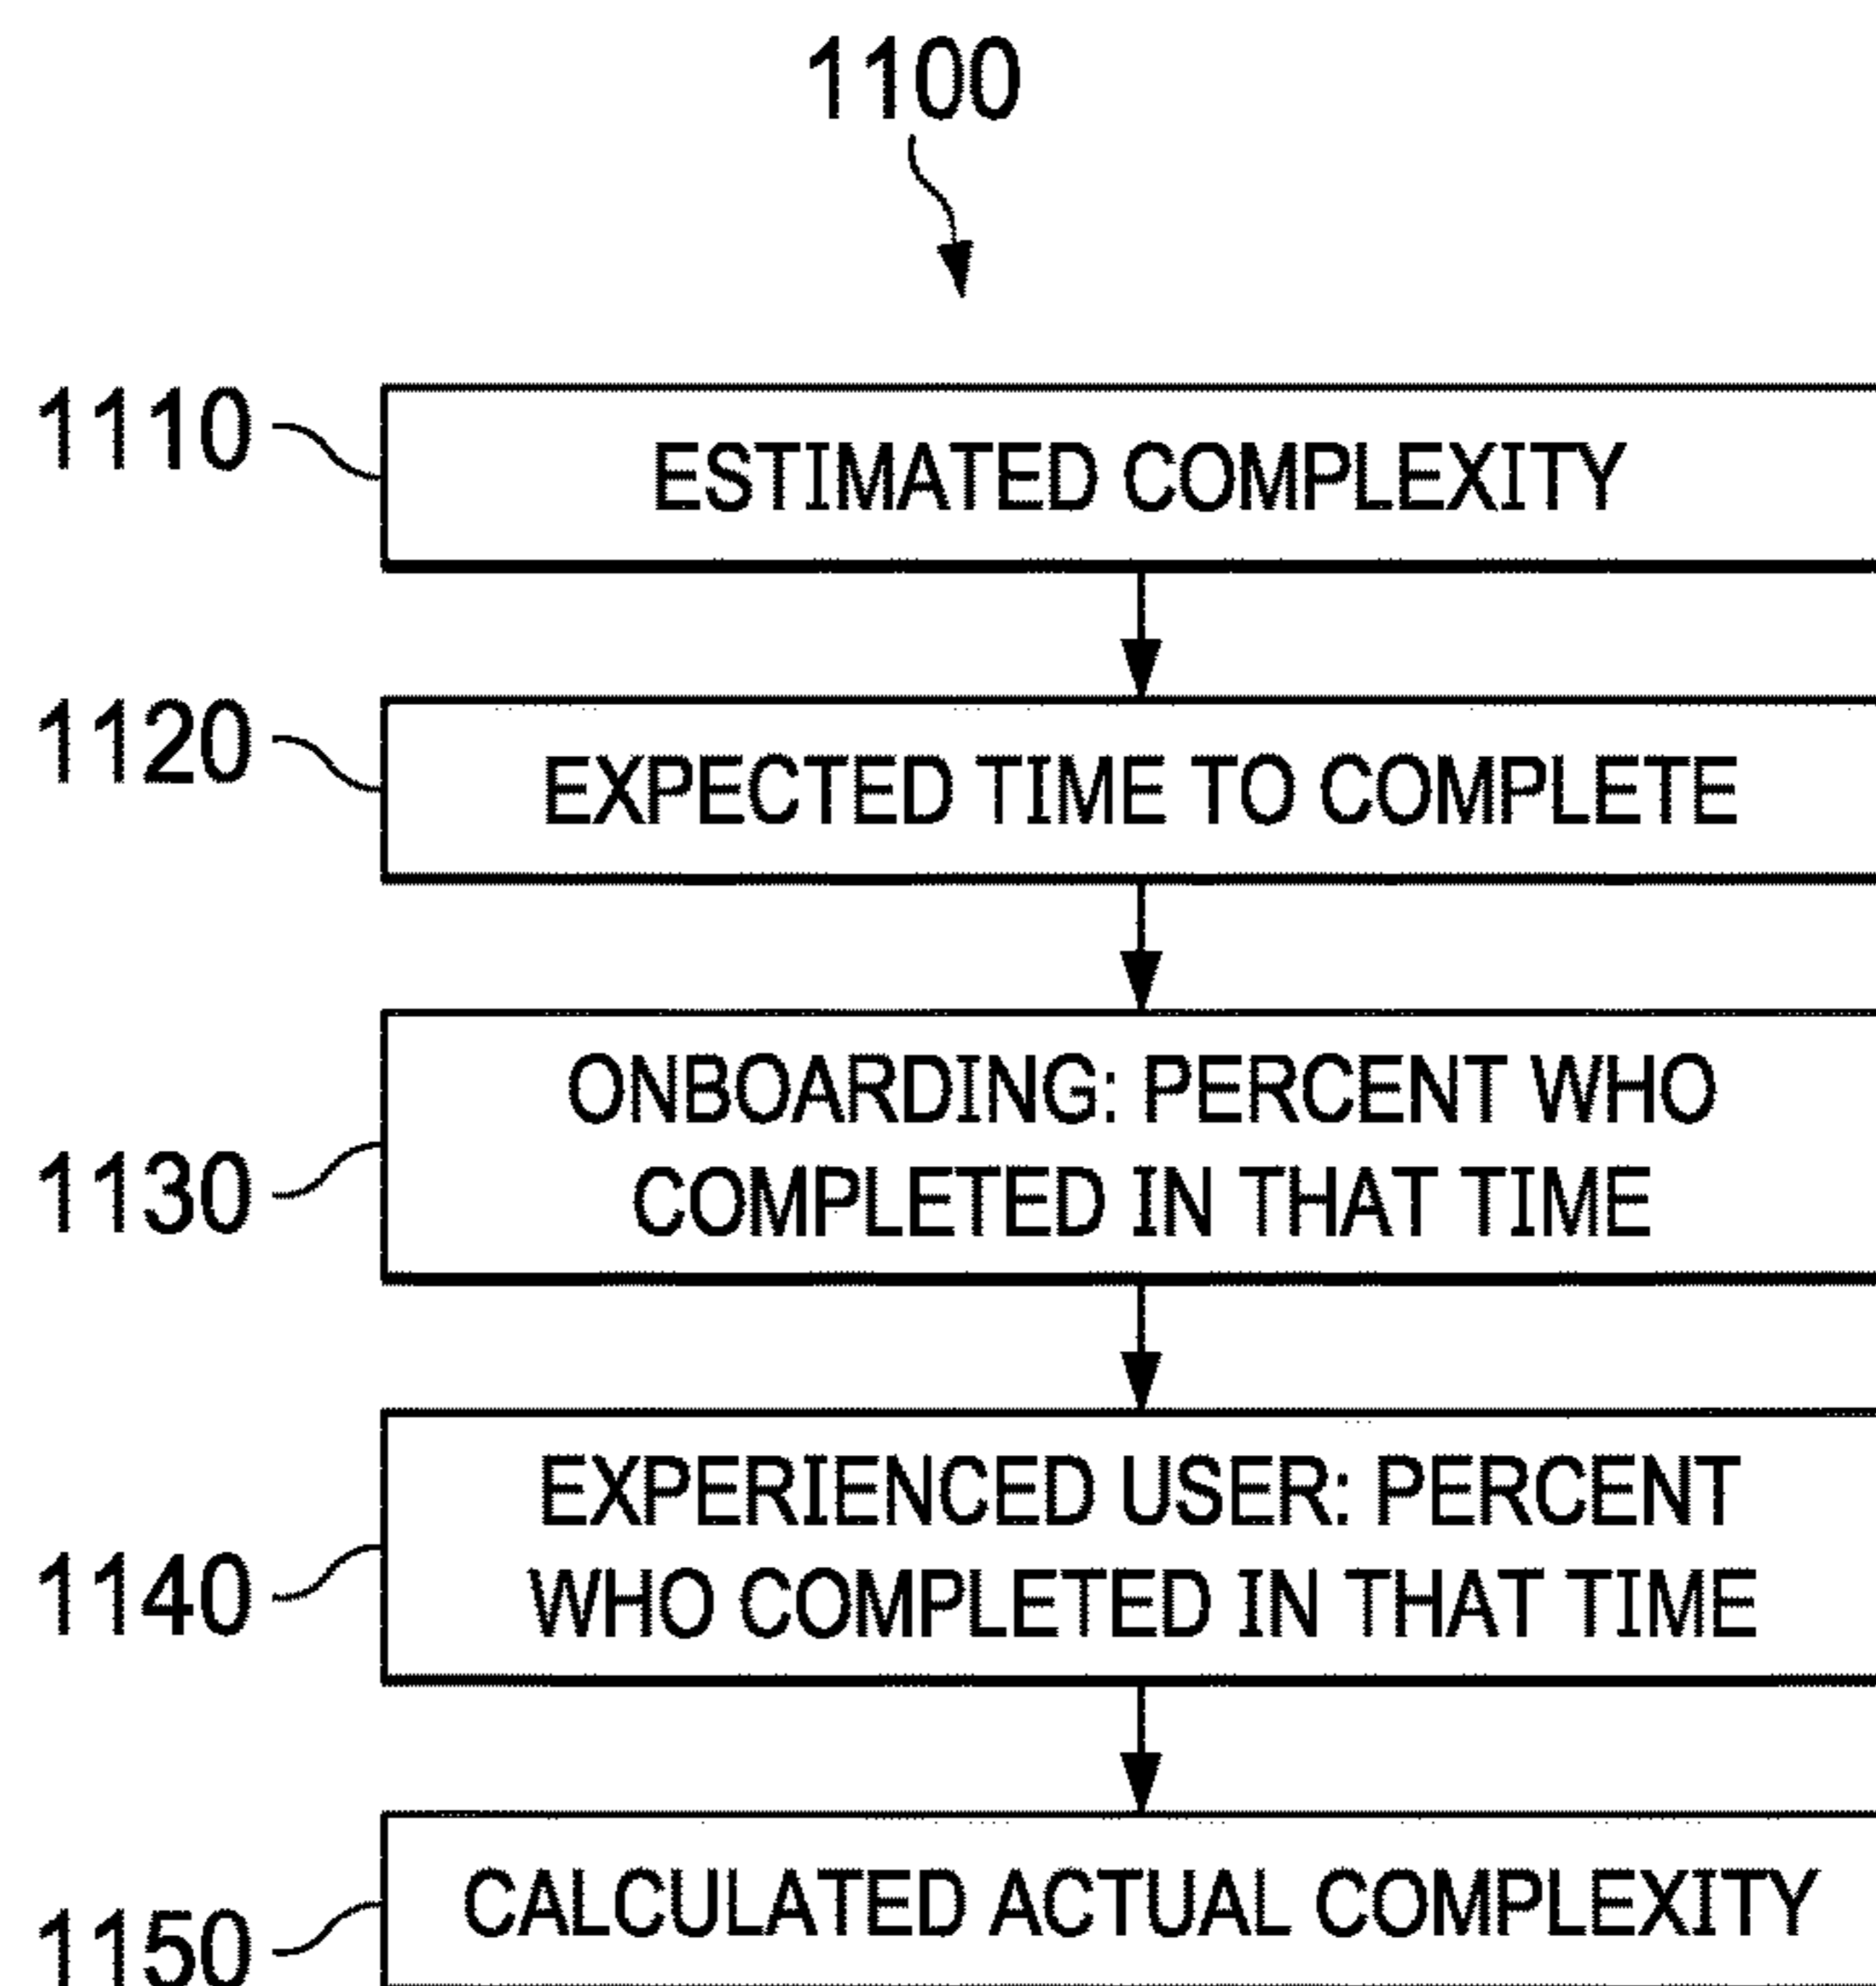 1100
1110
ESTIMATED COMPLEXITY
1120
EXPECTED TIME TO COMPLETE
ONBOARDING: PERCENT WHO
COMPLETED IN THAT TIME
1130
EXPERIENCED USER: PERCENT
WHO COMPLETED IN THAT TIME
1140
CALCULATED ACTUAL COMPLEXITY
1150